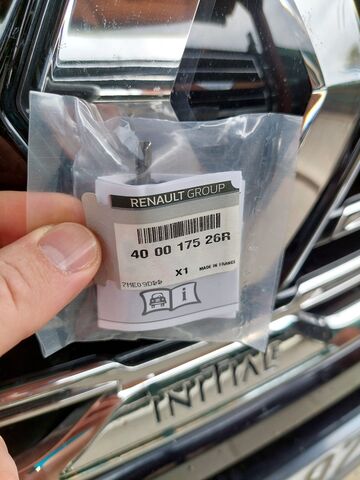 RENAULT GROUP
40 00 175 26R
X1 MADE IN FRANCE
i
INITIALE